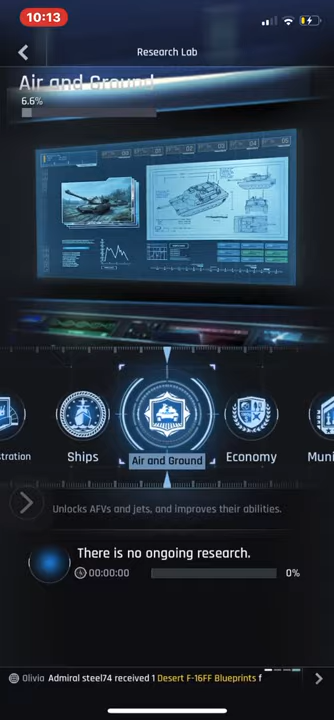 10:13
Research Lab
Air and Ground
6.6%
stration
Ships
Air and Ground
Economy
Muni
Unlocks AFVs and jets, and improves their abilities.
There is no ongoing research.
00:00:00
0%
Olivia Admiral steel74 received 1 Desert F-16FF Blueprints f